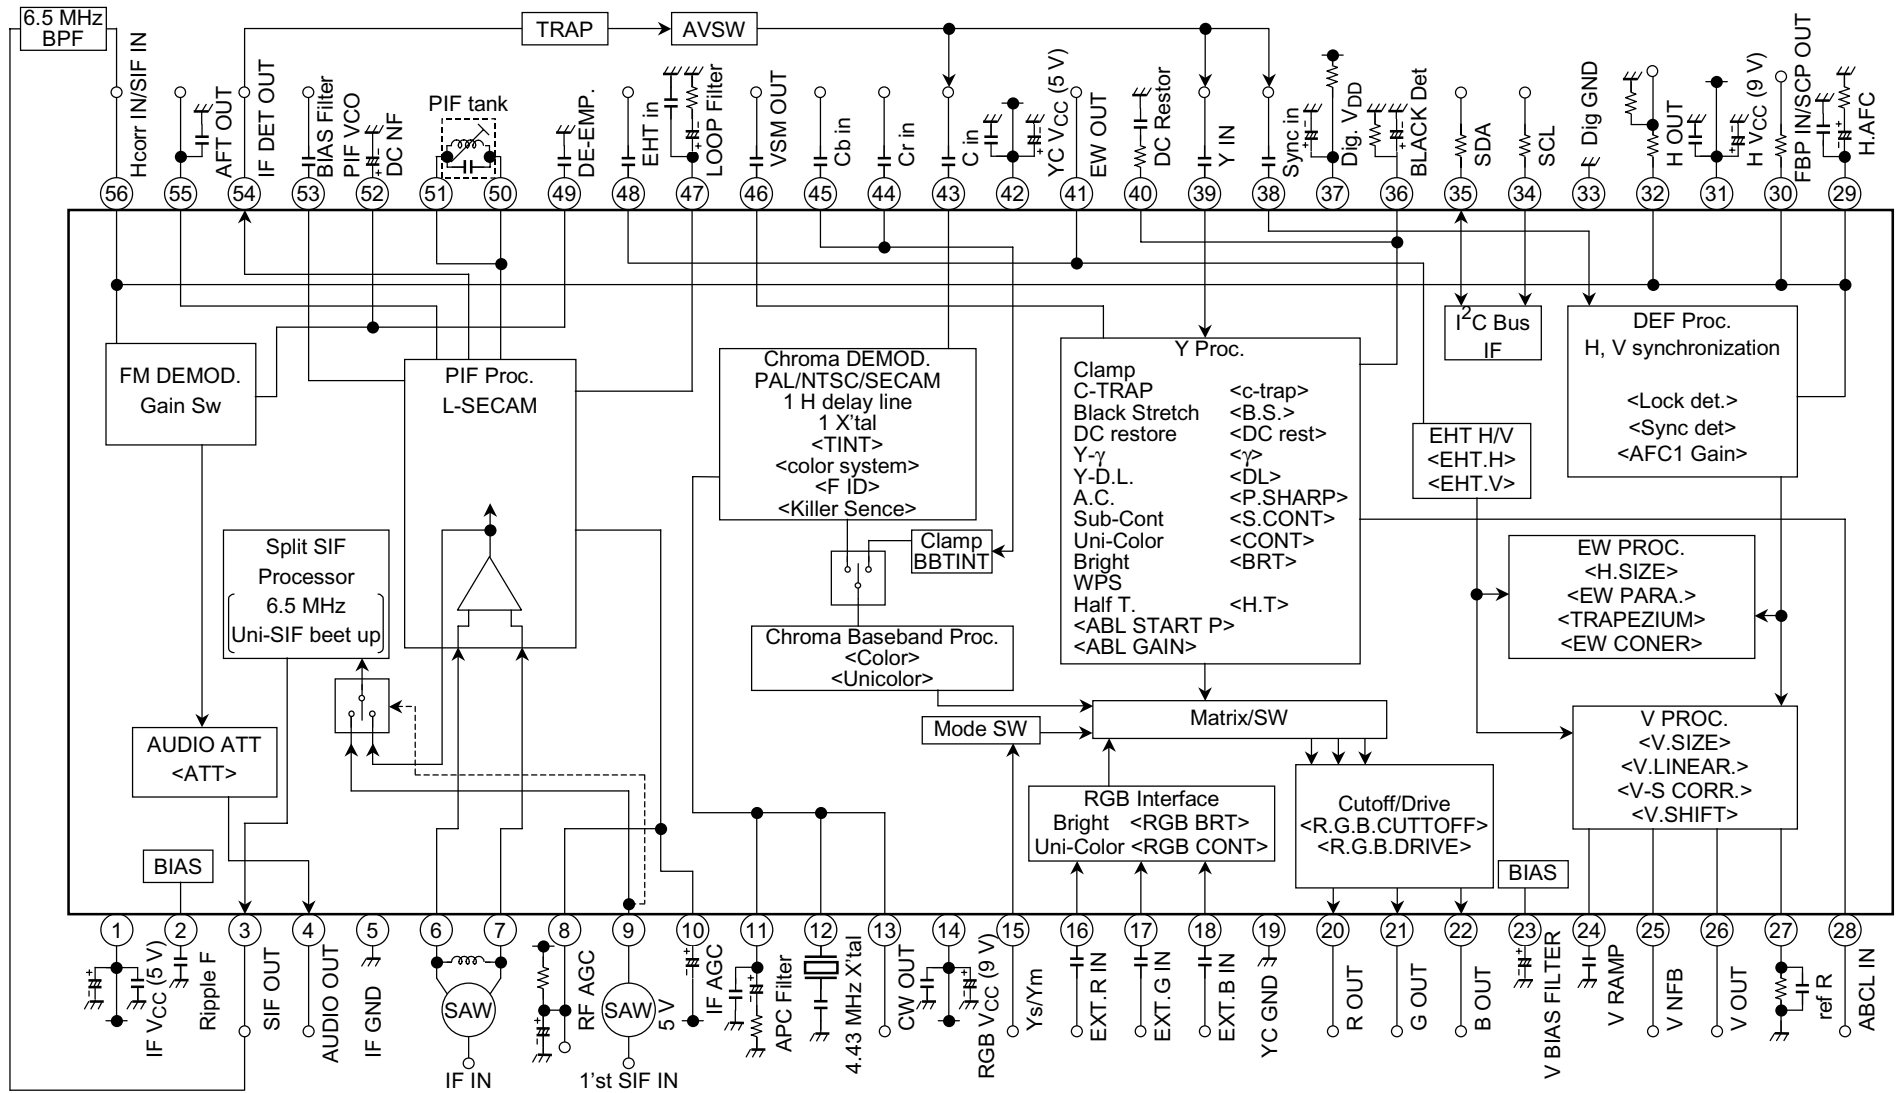 6.5 MHz
BPF
TRAP
AVSW
Hcorr IN/SIF IN
AFT OUT
IF DET OUT
BIAS Filter
PIF VCO
DC NF
PIF tank
DE-EMP.
EHT in
LOOP Filter
VSM OUT
Cb in
Cr in
C in
YC VCC (5 V)
EW OUT
DC Restor
Y IN
Sync in
Dig. VDD
BLACK Det
SDA
SCL
Dig GND
H OUT
H VCC (9 V)
FBP IN/SCP OUT
H.AFC
56
55
54
53
52
51
50
49
48
47
46
45
44
43
42
41
40
39
38
37
36
35
34
33
32
31
30
29
FM DEMOD.
Gain Sw
PIF Proc.
L-SECAM
Chroma DEMOD.
PAL/NTSC/SECAM
1 H delay line
1 X'tal
<TINT>
<color system>
<F ID>
<Killer Sence>
Y Proc.
Clamp
C-TRAP <c-trap>
Black Stretch <B.S.>
DC restore <DC rest>
Y-γ <γ>
Y-D.L. <DL>
A.C. <P.SHARP>
Sub-Cont <S.CONT>
Uni-Color <CONT>
Bright <BRT>
WPS
Half T. <H.T>
<ABL START P>
<ABL GAIN>
I2C Bus
IF
DEF Proc.
H, V synchronization
<Lock det.>
<Sync det>
<AFC1 Gain>
EHT H/V
<EHT.H>
<EHT.V>
Split SIF
Processor
6.5 MHz
Uni-SIF beet up
Clamp
BBTINT
EW PROC.
<H.SIZE>
<EW PARA.>
<TRAPEZIUM>
<EW CONER>
Chroma Baseband Proc.
<Color>
<Unicolor>
Matrix/SW
Mode SW
AUDIO ATT
<ATT>
V PROC.
<V.SIZE>
<V.LINEAR.>
<V-S CORR.>
<V.SHIFT>
RGB Interface
Bright <RGB BRT>
Uni-Color <RGB CONT>
Cutoff/Drive
<R.G.B.CUTTOFF>
<R.G.B.DRIVE>
BIAS
BIAS
1
2
3
4
5
6
7
8
9
10
11
12
13
14
15
16
17
18
19
20
21
22
23
24
25
26
27
28
IF VCC (5 V)
Ripple F
SIF OUT
AUDIO OUT
IF GND
SAW
IF IN
RF AGC
SAW
5 V
1'st SIF IN
IF AGC
APC Filter
4.43 MHz X'tal
CW OUT
RGB VCC (9 V)
Ys/Ym
EXT.R IN
EXT.G IN
EXT.B IN
YC GND
R OUT
G OUT
B OUT
V BIAS FILTER
V RAMP
V NFB
V OUT
ref R
ABCL IN